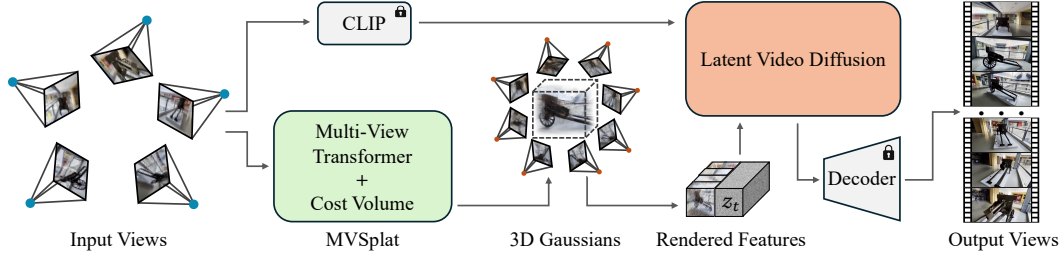 CLIP
Latent Video Diffusion
Multi-View
Transformer
+
Cost Volume
Decoder
z_t
Input Views
MVSplat
3D Gaussians
Rendered Features
Output Views